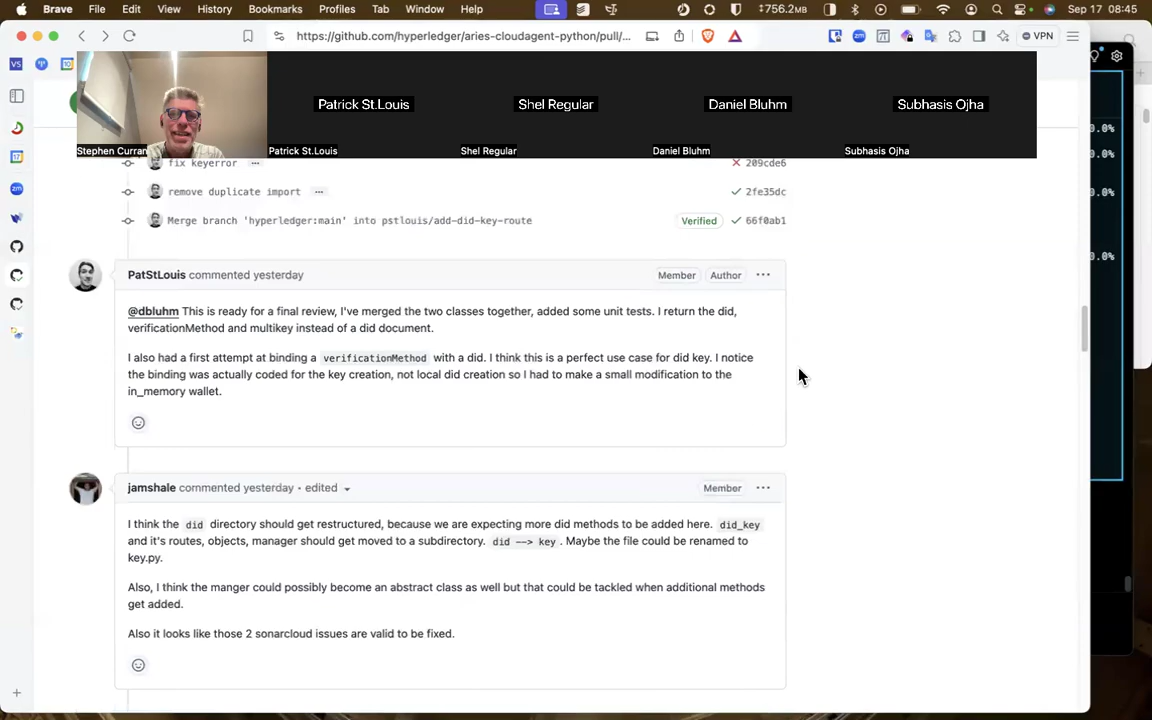 Brave File Edit View History Bookmarks Profiles Tab Window Help 756.2MB Sep 17 08:45
https://github.com/hyperledger/aries-cloudagent-python/pull/... VPN
Patrick St.Louis Shel Regular Daniel Bluhm Subhasis Ojha
Stephen Curran Patrick St.Louis Shel Regular Daniel Bluhm Subhasis Ojha
fix keyerror ... 209cde6
remove duplicate import ... 2fe35dc
Merge branch 'hyperledger:main' into pstlouis/add-did-key-route Verified 66f0ab1
PatStLouis commented yesterday Member Author ...
@dbluhm This is ready for a final review, I've merged the two classes together, added some unit tests. I return the did,
verificationMethod and multikey instead of a did document.
I also had a first attempt at binding a verificationMethod with a did. I think this is a perfect use case for did key. I notice
the binding was actually coded for the key creation, not local did creation so I had to make a small modification to the
in_memory wallet.
jamshale commented yesterday • edited Member ...
I think the did directory should get restructured, because we are expecting more did methods to be added here. did_key
and it's routes, objects, manager should get moved to a subdirectory. did --> key . Maybe the file could be renamed to
key.py.
Also, I think the manger could possibly become an abstract class as well but that could be tackled when additional methods
get added.
Also it looks like those 2 sonarcloud issues are valid to be fixed.